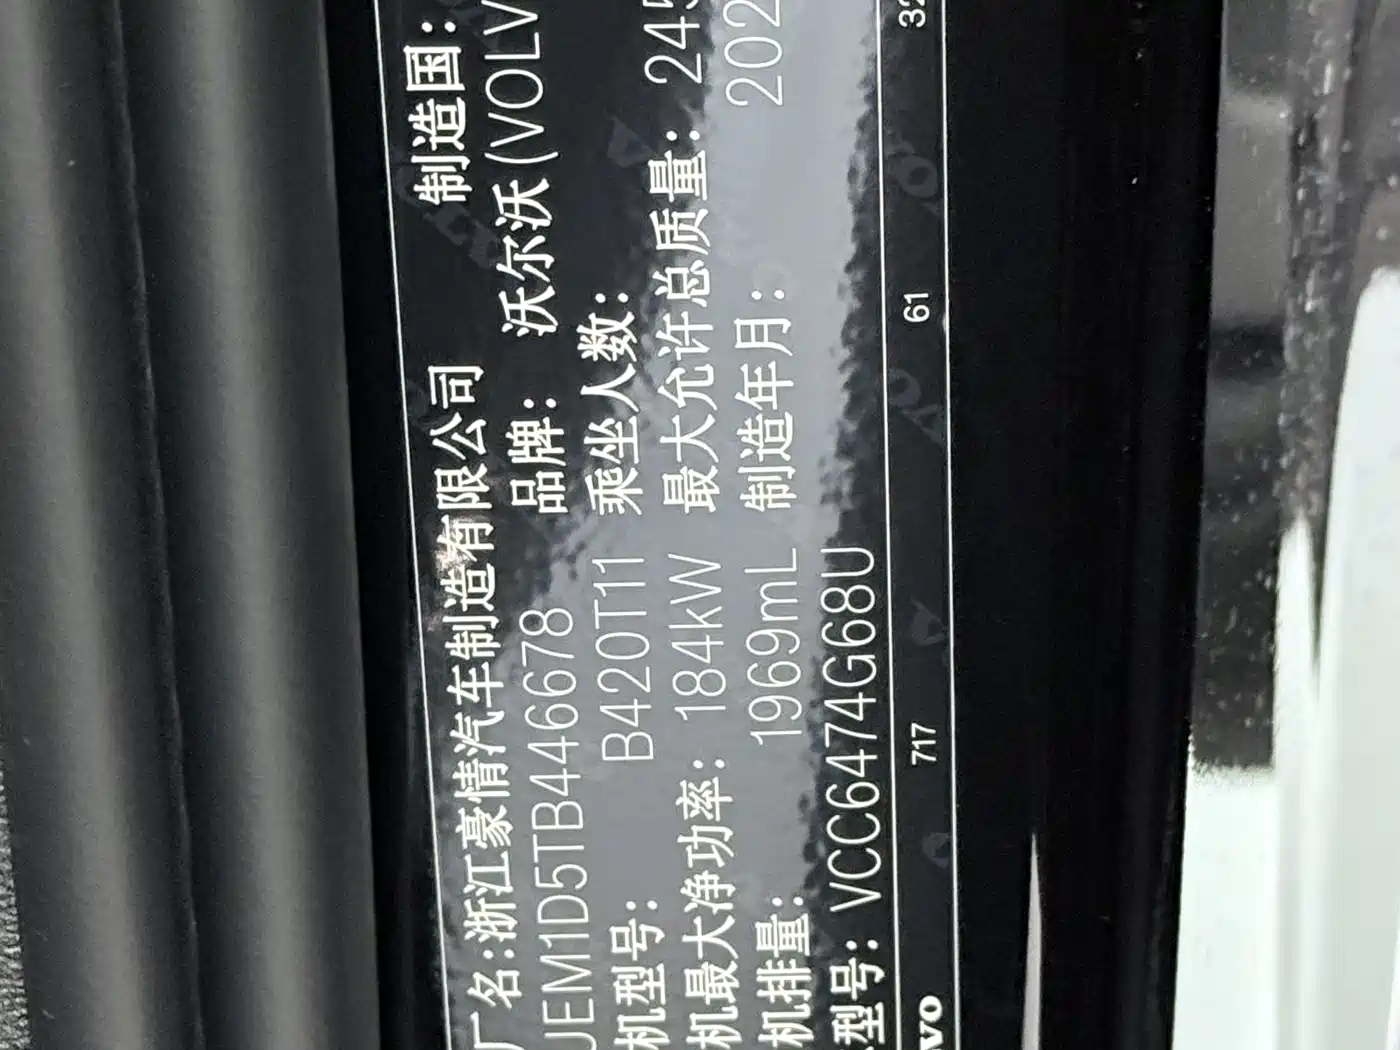 厂名:浙江豪情汽车制造有限公司 制造国:
UEM1D5TB446678 品牌: 沃尔沃(VOLV
机型号: B420T11 乘坐人数:
机最大净功率: 184kW 最大允许总质量: 245
机排量: 1969mL 制造年月: 202
型号: VCC6474G68U
vo 717 61 32